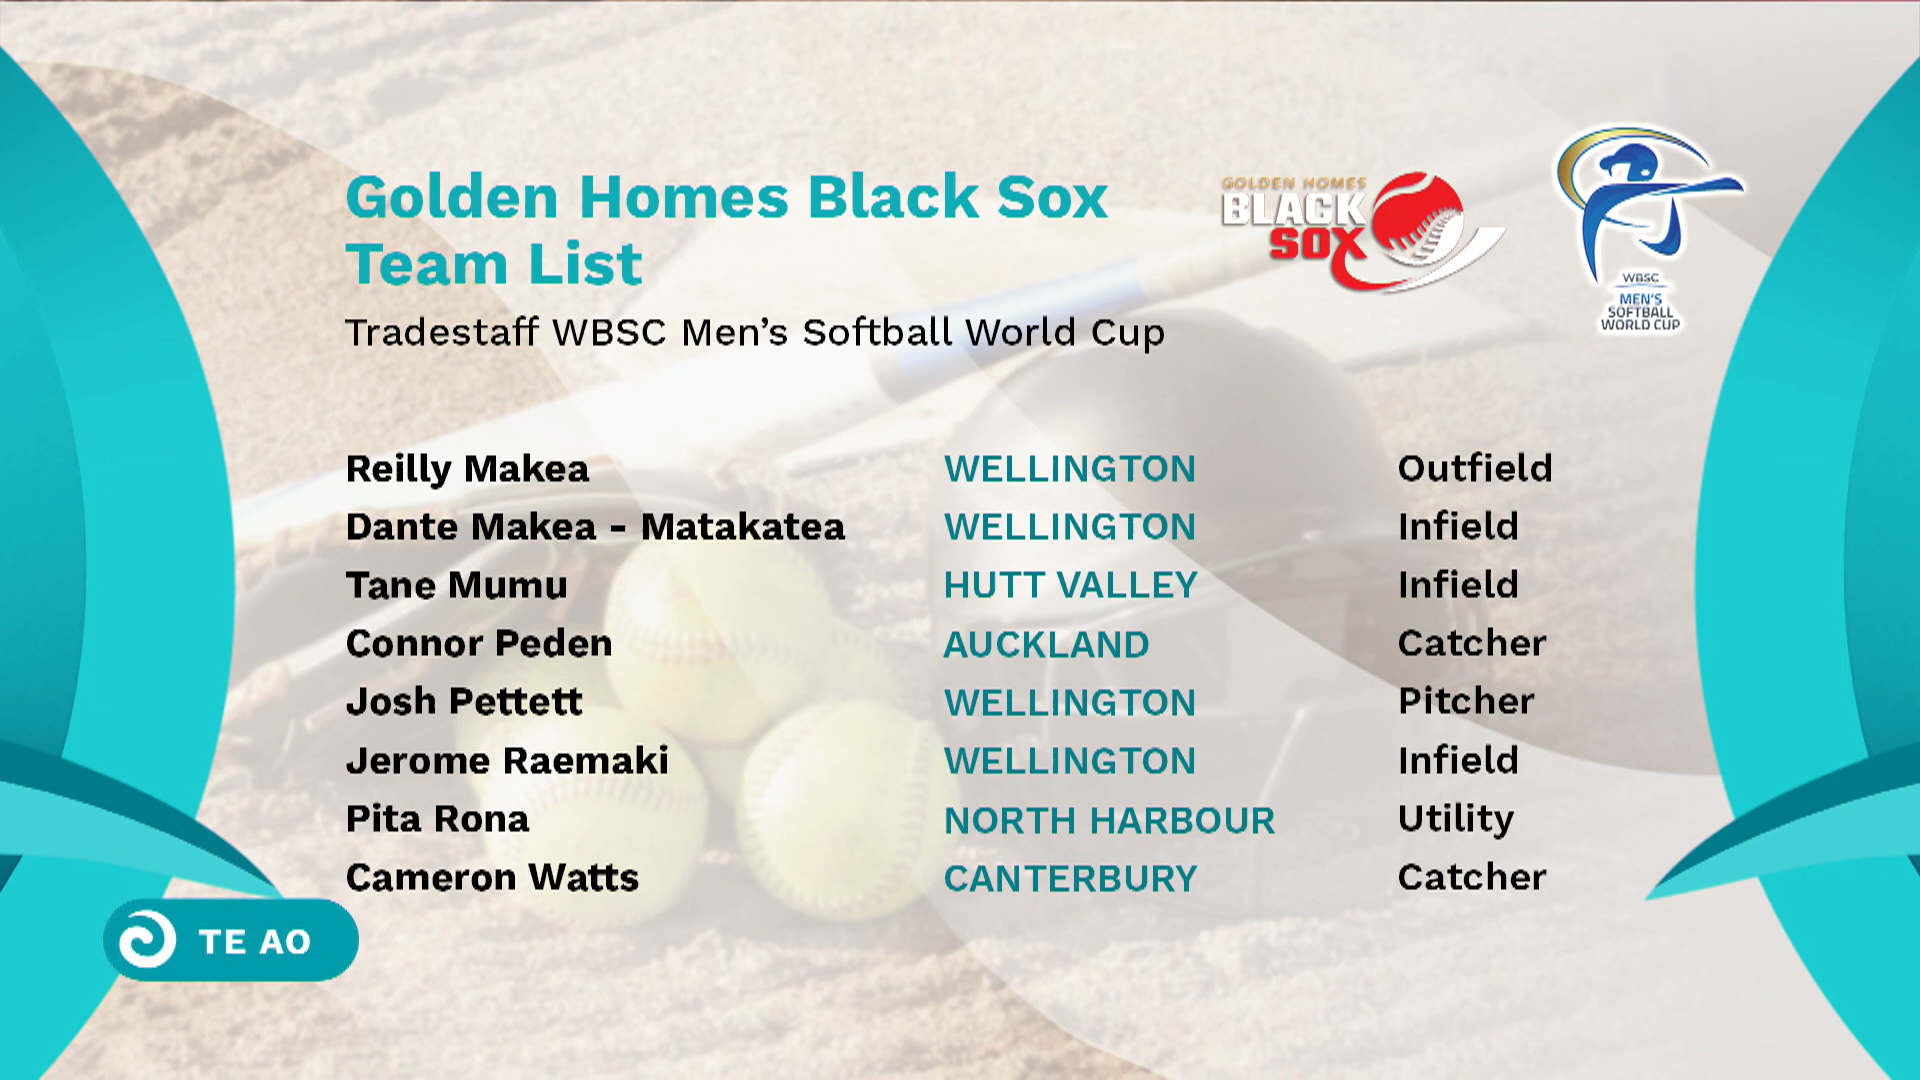 Golden Homes Black Sox
Team List
Tradestaff WBSC Men's Softball World Cup
GOLDEN HOMES
BLACK
SOX
WBSC
MEN'S
SOFTBALL
WORLD CUP
Reilly Makea WELLINGTON Outfield
Dante Makea - Matakatea WELLINGTON Infield
Tane Mumu HUTT VALLEY Infield
Connor Peden AUCKLAND Catcher
Josh Pettett WELLINGTON Pitcher
Jerome Raemaki WELLINGTON Infield
Pita Rona NORTH HARBOUR Utility
Cameron Watts CANTERBURY Catcher
TE AO